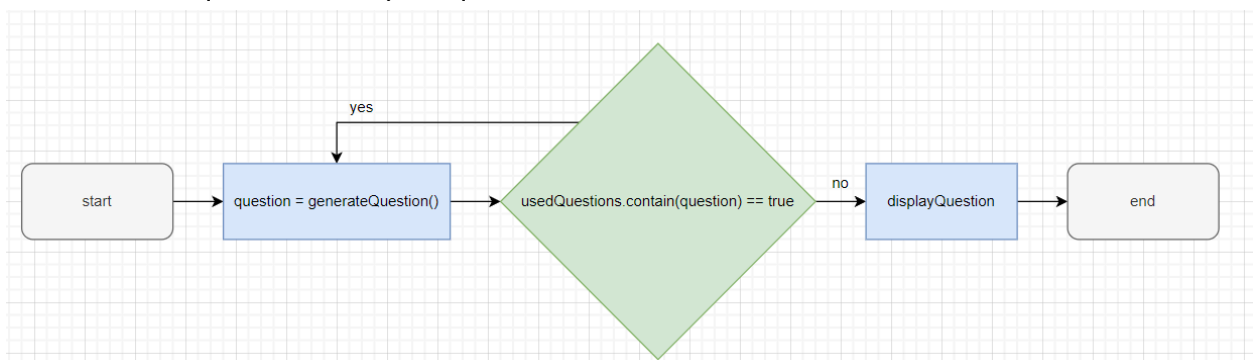 yes
start
question = generateQuestion()
usedQuestions.contain(question) == true
no
displayQuestion
end